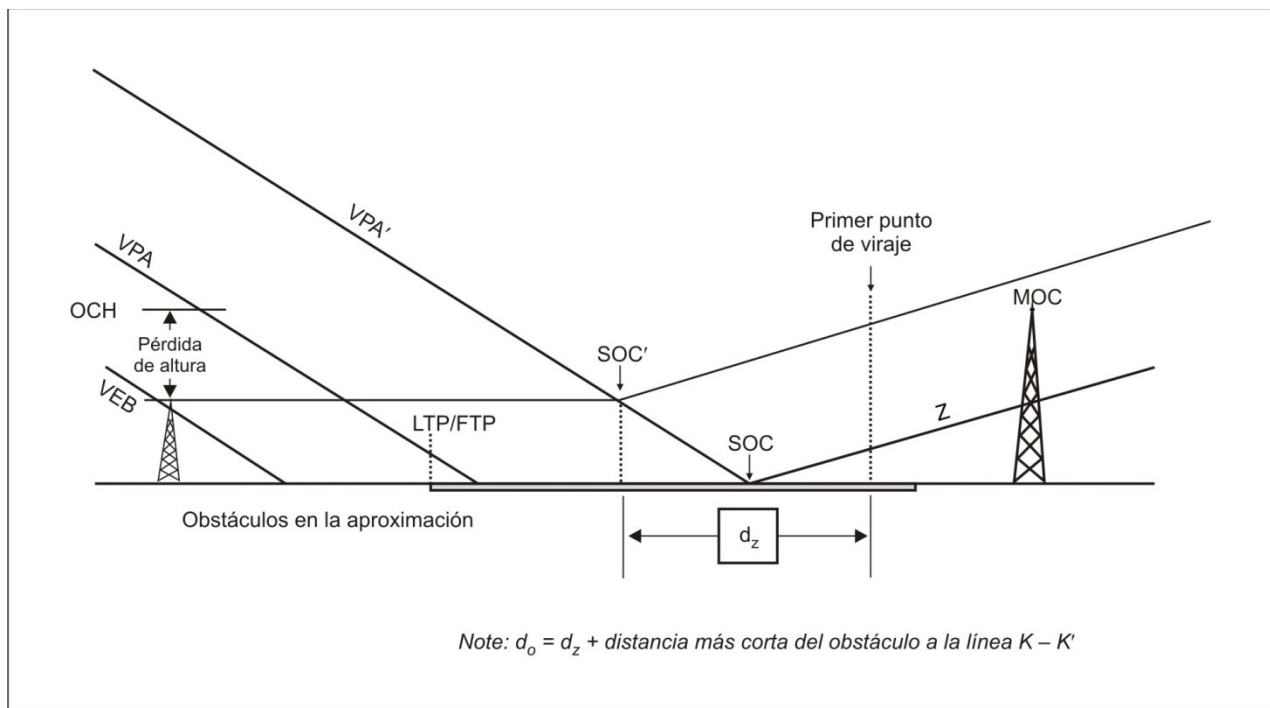 VPA'
VPA
Primer punto
de viraje
OCH
MOC
Pérdida
de altura
SOC'
VEB
LTP/FTP
Z
SOC
Obstáculos en la aproximación
dz
Note: do = dz + distancia más corta del obstáculo a la línea K – K'